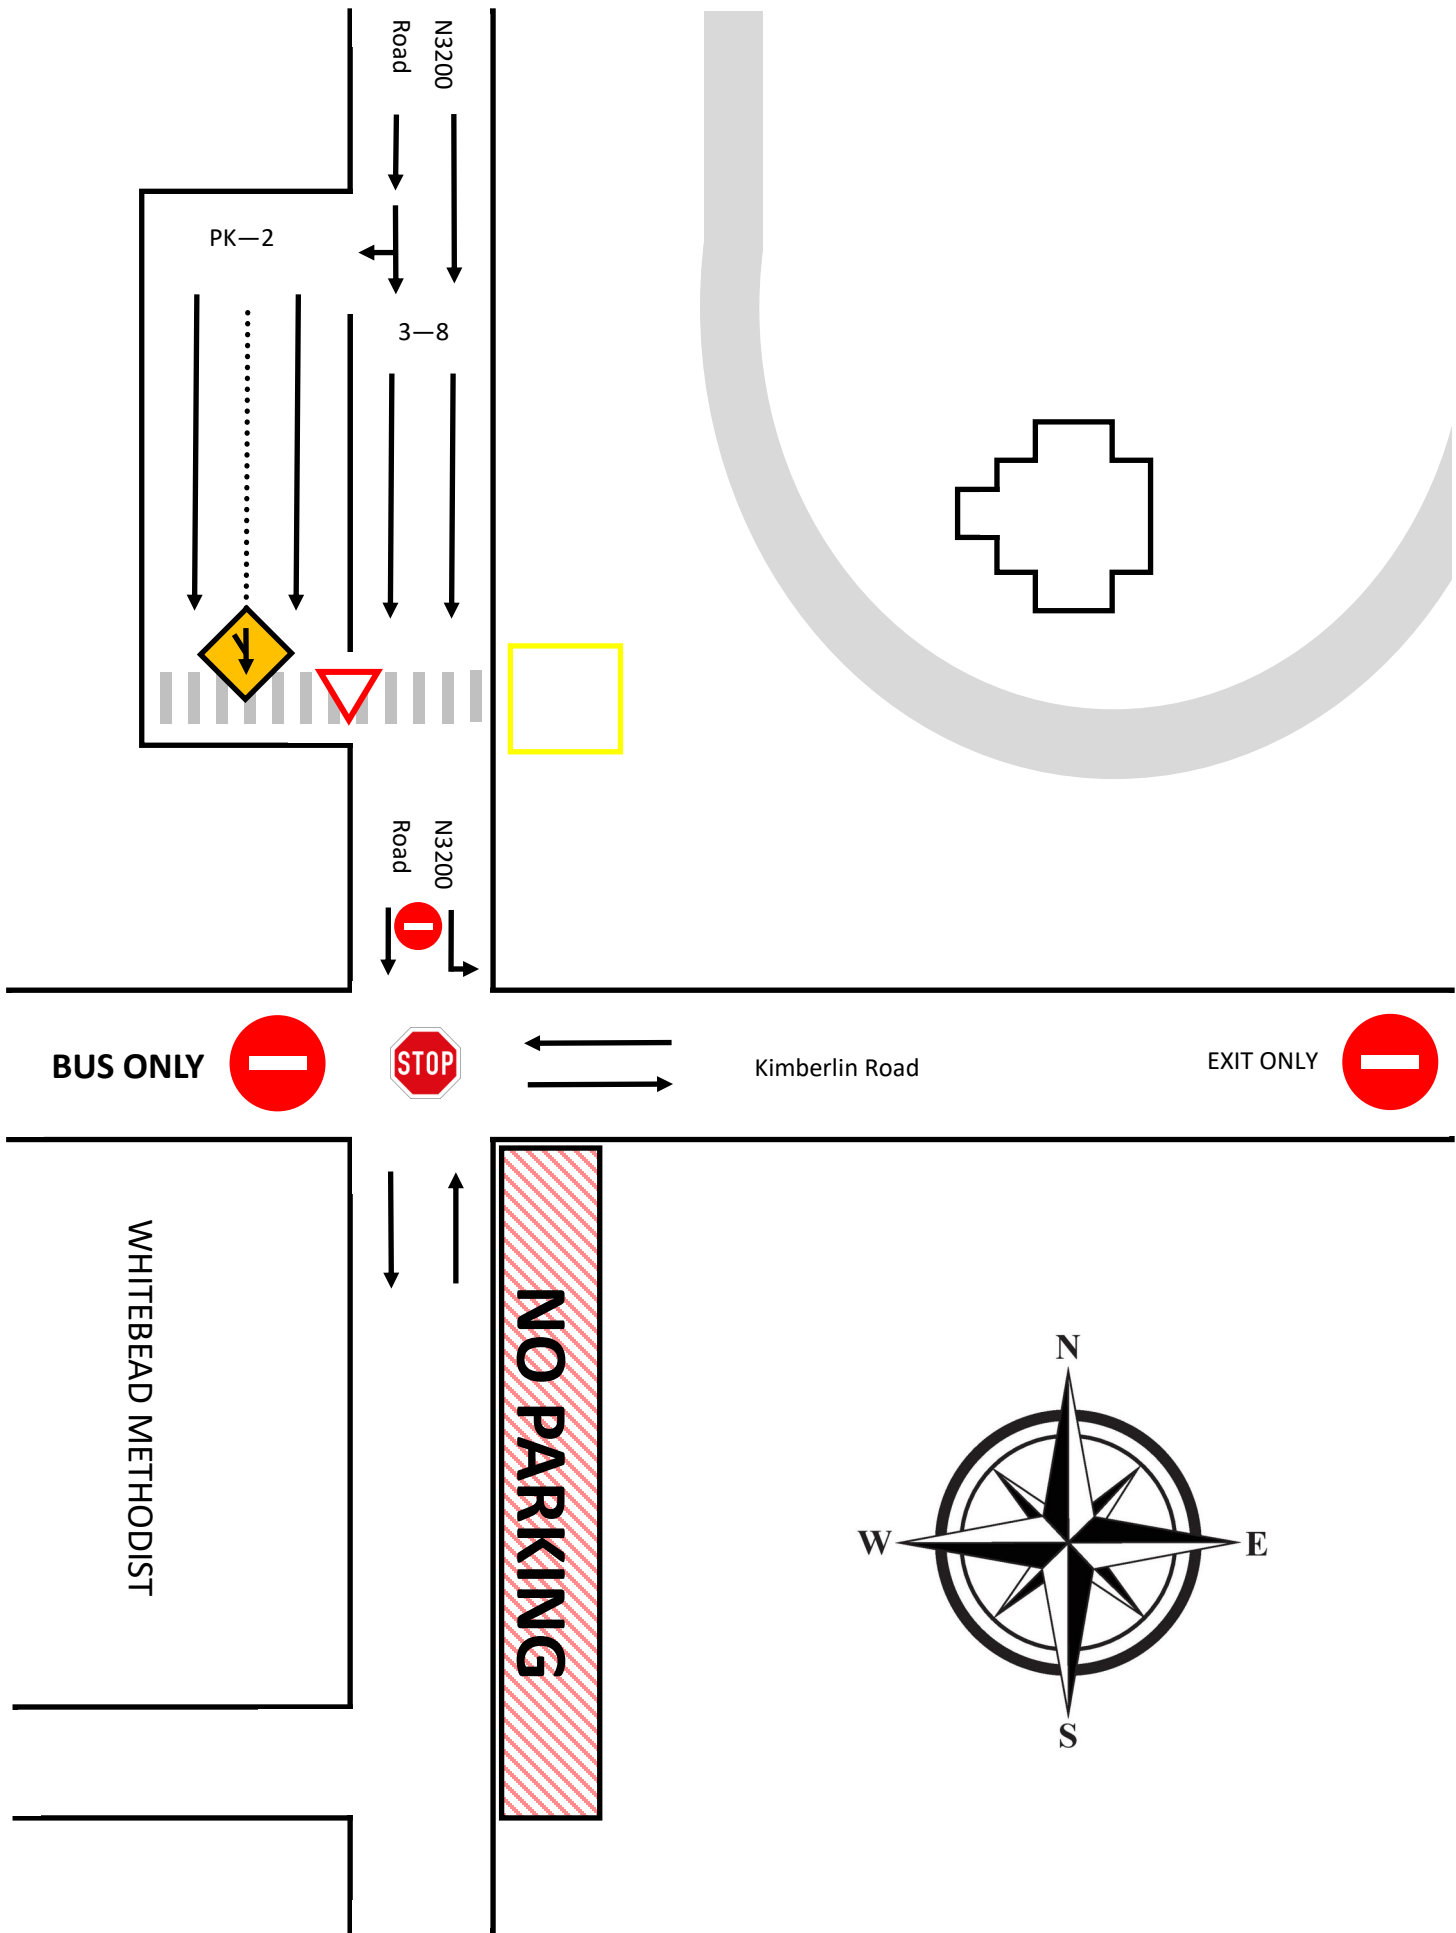 N3200
Road
PK—2
3—8
N3200
Road
BUS ONLY
STOP
Kimberlin Road
EXIT ONLY
WHITEBEAD METHODIST
NO PARKING
N
W
E
S